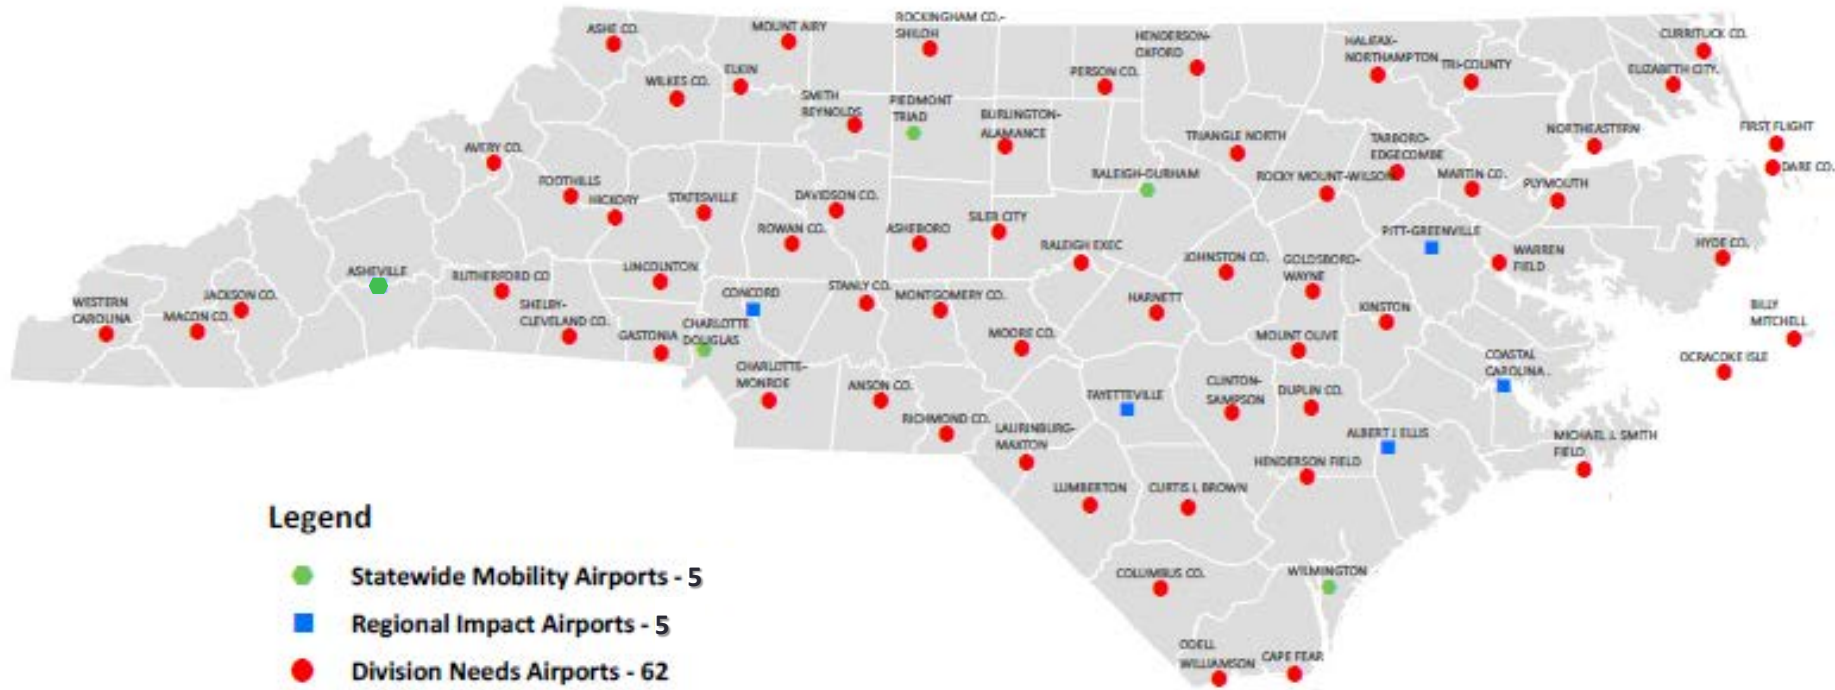 ASHE CO.
MOUNT AIRY
ROCKINGHAM CO.-
SHILOH
HENDERSON-
OXFORD
HALIFAX-
NORTHAMPTON
CURRITUCK CO.
WILKES CO.
ELKIN
PERSON CO.
TRI-COUNTY
ELIZABETH CITY.
SMITH
REYNOLDS
PIEDMONT
TRIAD
BURLINGTON-
ALAMANCE
TRIANGLE NORTH
TARBORO-
EDGECOMBE
NORTHEASTERN
FIRST FLIGHT
AVERY CO.
DARE CO.
FOOTHILLS
HICKORY
STATESVILLE
DAVIDSON CO.
RALEIGH-DURHAM
ROCKY MOUNT-WILSON
MARTIN CO.
PLYMOUTH
ROWAN CO.
ASHEBORO
SILER CITY
RALEIGH EXEC
PITT-GREENVILLE
WARREN
FIELD
HYDE CO.
ASHEVILLE
RUTHERFORD CO
LINCOLNTON
JOHNSTON CO.
GOLDSBORO-
WAYNE
WESTERN
CAROLINA
MACON CO.
JACKSON CO.
SHELBY-
CLEVELAND CO.
CONCORD
STANLY CO.
MONTGOMERY CO.
HARNETT
KINSTON
BILLY
MITCHELL
GASTONIA
CHARLOTTE
DOUGLAS
MOORE CO.
MOUNT OLIVE
COASTAL
CAROLINA .
OCRACOKE ISLE
CHARLOTTE-
MONROE
ANSON CO.
FAYETTEVILLE
CLINTON-
SAMPSON
DUPLIN CO.
RICHMOND CO.
LAURINBURG-
MAXTON
ALBERT J ELLIS
MICHAEL J. SMITH
FIELD
HENDERSON FIELD
LUMBERTON
CURTIS L BROWN
COLUMBUS CO.
WILMINGTON
ODELL
WILLIAMSON
CAPE FEAR
Legend
Statewide Mobility Airports - 5
Regional Impact Airports - 5
Division Needs Airports - 62